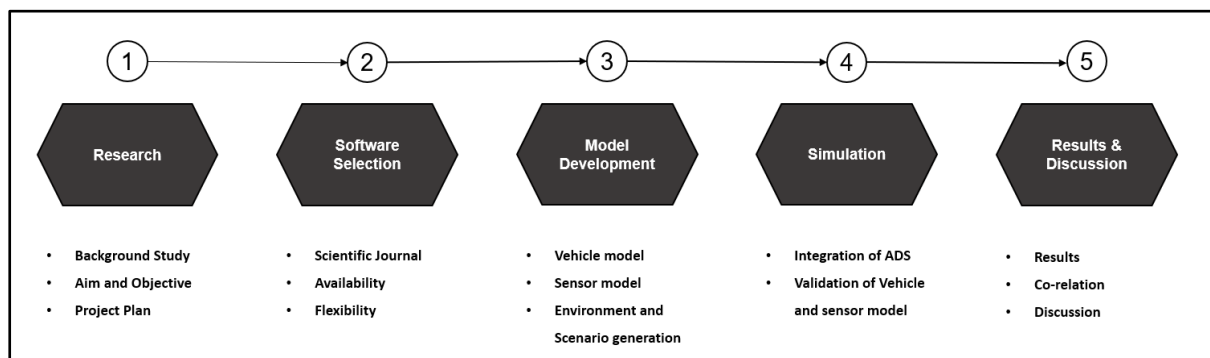 1
2
3
4
5
Research
Software
Selection
Model
Development
Simulation
Results &
Discussion
• Background Study
• Aim and Objective
• Project Plan
• Scientific Journal
• Availability
• Flexibility
• Vehicle model
• Sensor model
• Environment and
Scenario generation
• Integration of ADS
• Validation of Vehicle
and sensor model
• Results
• Co-relation
• Discussion